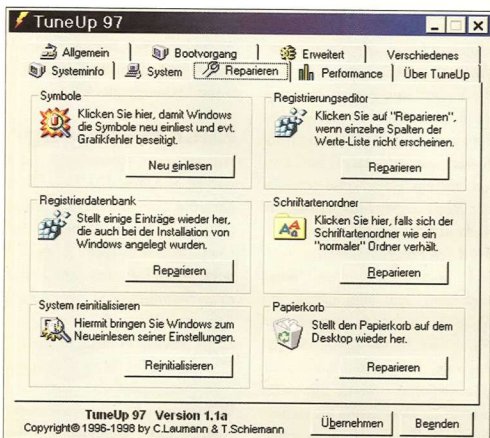 TuneUp 97
Allgemein
Bootvorgang
Erweitert
Verschiedenes
Systeminfo
System
Reparieren
Performance
Über TuneUp
Symbole
Klicken Sie hier, damit Windows
die Symbole neu einliest und evt.
Grafikfehler beseitigt.
Neu einlesen
Registrierungseditor
Klicken Sie auf "Reparieren",
wenn einzelne Spalten der
Werte-Liste nicht erscheinen.
Reparieren
Registrierdatenbank
Stellt einige Einträge wieder her,
die auch bei der Installation von
Windows angelegt wurden.
Reparieren
Schriftartenordner
Klicken Sie hier, falls sich der
Schriftartenordner wie ein
"normaler" Ordner verhält.
Reparieren
System reinitialisieren
Hiermit bringen Sie Windows zum
Neueinlesen seiner Einstellungen.
Reinitialisieren
Papierkorb
Stellt den Papierkorb auf dem
Desktop wieder her.
Reparieren
TuneUp 97 Version 1.1a
Copyright© 1996-1998 by C.Laumann & T.Schiemann
Übernehmen
Beenden